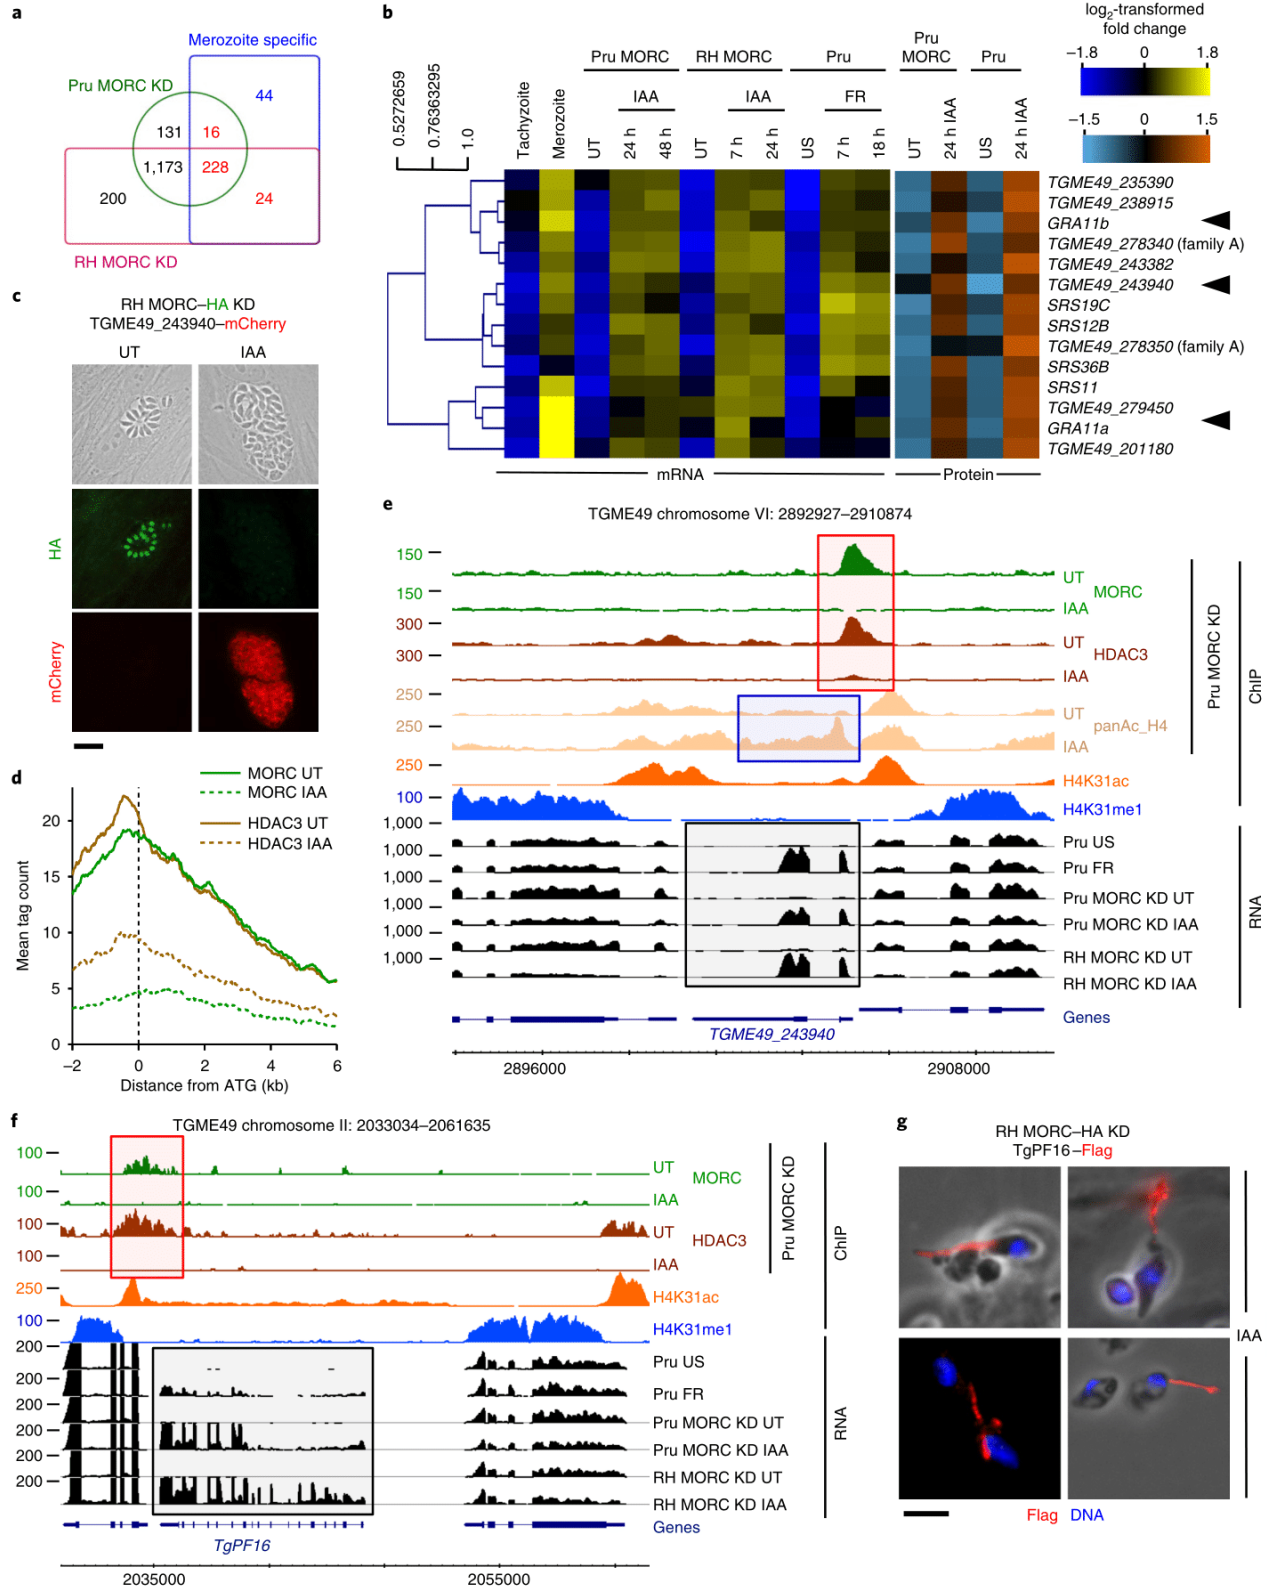 a
Merozoite specific
Pru MORC KD
44
131
16
1,173
228
200
24
RH MORC KD
b
log2-transformed
fold change
−1.8 0 1.8
−1.5 0 1.5
0.5272659
0.76363295
1.0
Pru MORC
RH MORC
Pru
Pru MORC
Pru
IAA
IAA
FR
Tachyzoite
Merozoite
UT
24 h
48 h
UT
7 h
24 h
US
7 h
18 h
UT
24 h IAA
US
24 h IAA
TGME49_235390
TGME49_238915
GRA11b
TGME49_278340 (family A)
TGME49_243382
TGME49_243940
SRS19C
SRS12B
TGME49_278350 (family A)
SRS36B
SRS11
TGME49_279450
GRA11a
TGME49_201180
mRNA
Protein
c
RH MORC–HA KD
TGME49_243940–mCherry
UT IAA
HA
mCherry
d
MORC UT
MORC IAA
HDAC3 UT
HDAC3 IAA
Mean tag count
20
15
10
5
0
−2 0 2 4 6
Distance from ATG (kb)
e
TGME49 chromosome VI: 2892927–2910874
150
UT
MORC
150
IAA
300
UT
HDAC3
300
IAA
250
UT
panAc_H4
250
IAA
250
H4K31ac
100
H4K31me1
1,000
Pru US
1,000
Pru FR
1,000
Pru MORC KD UT
1,000
Pru MORC KD IAA
1,000
RH MORC KD UT
1,000
RH MORC KD IAA
Genes
TGME49_243940
2896000 2908000
Pru MORC KD
ChIP
RNA
f
TGME49 chromosome II: 2033034–2061635
100
UT
MORC
100
IAA
100
UT
HDAC3
100
IAA
250
H4K31ac
100
H4K31me1
200
Pru US
200
Pru FR
200
Pru MORC KD UT
200
Pru MORC KD IAA
200
RH MORC KD UT
200
RH MORC KD IAA
Genes
TgPF16
2035000 2055000
Pru MORC KD
ChIP
RNA
g
RH MORC–HA KD
TgPF16–Flag
IAA
Flag DNA